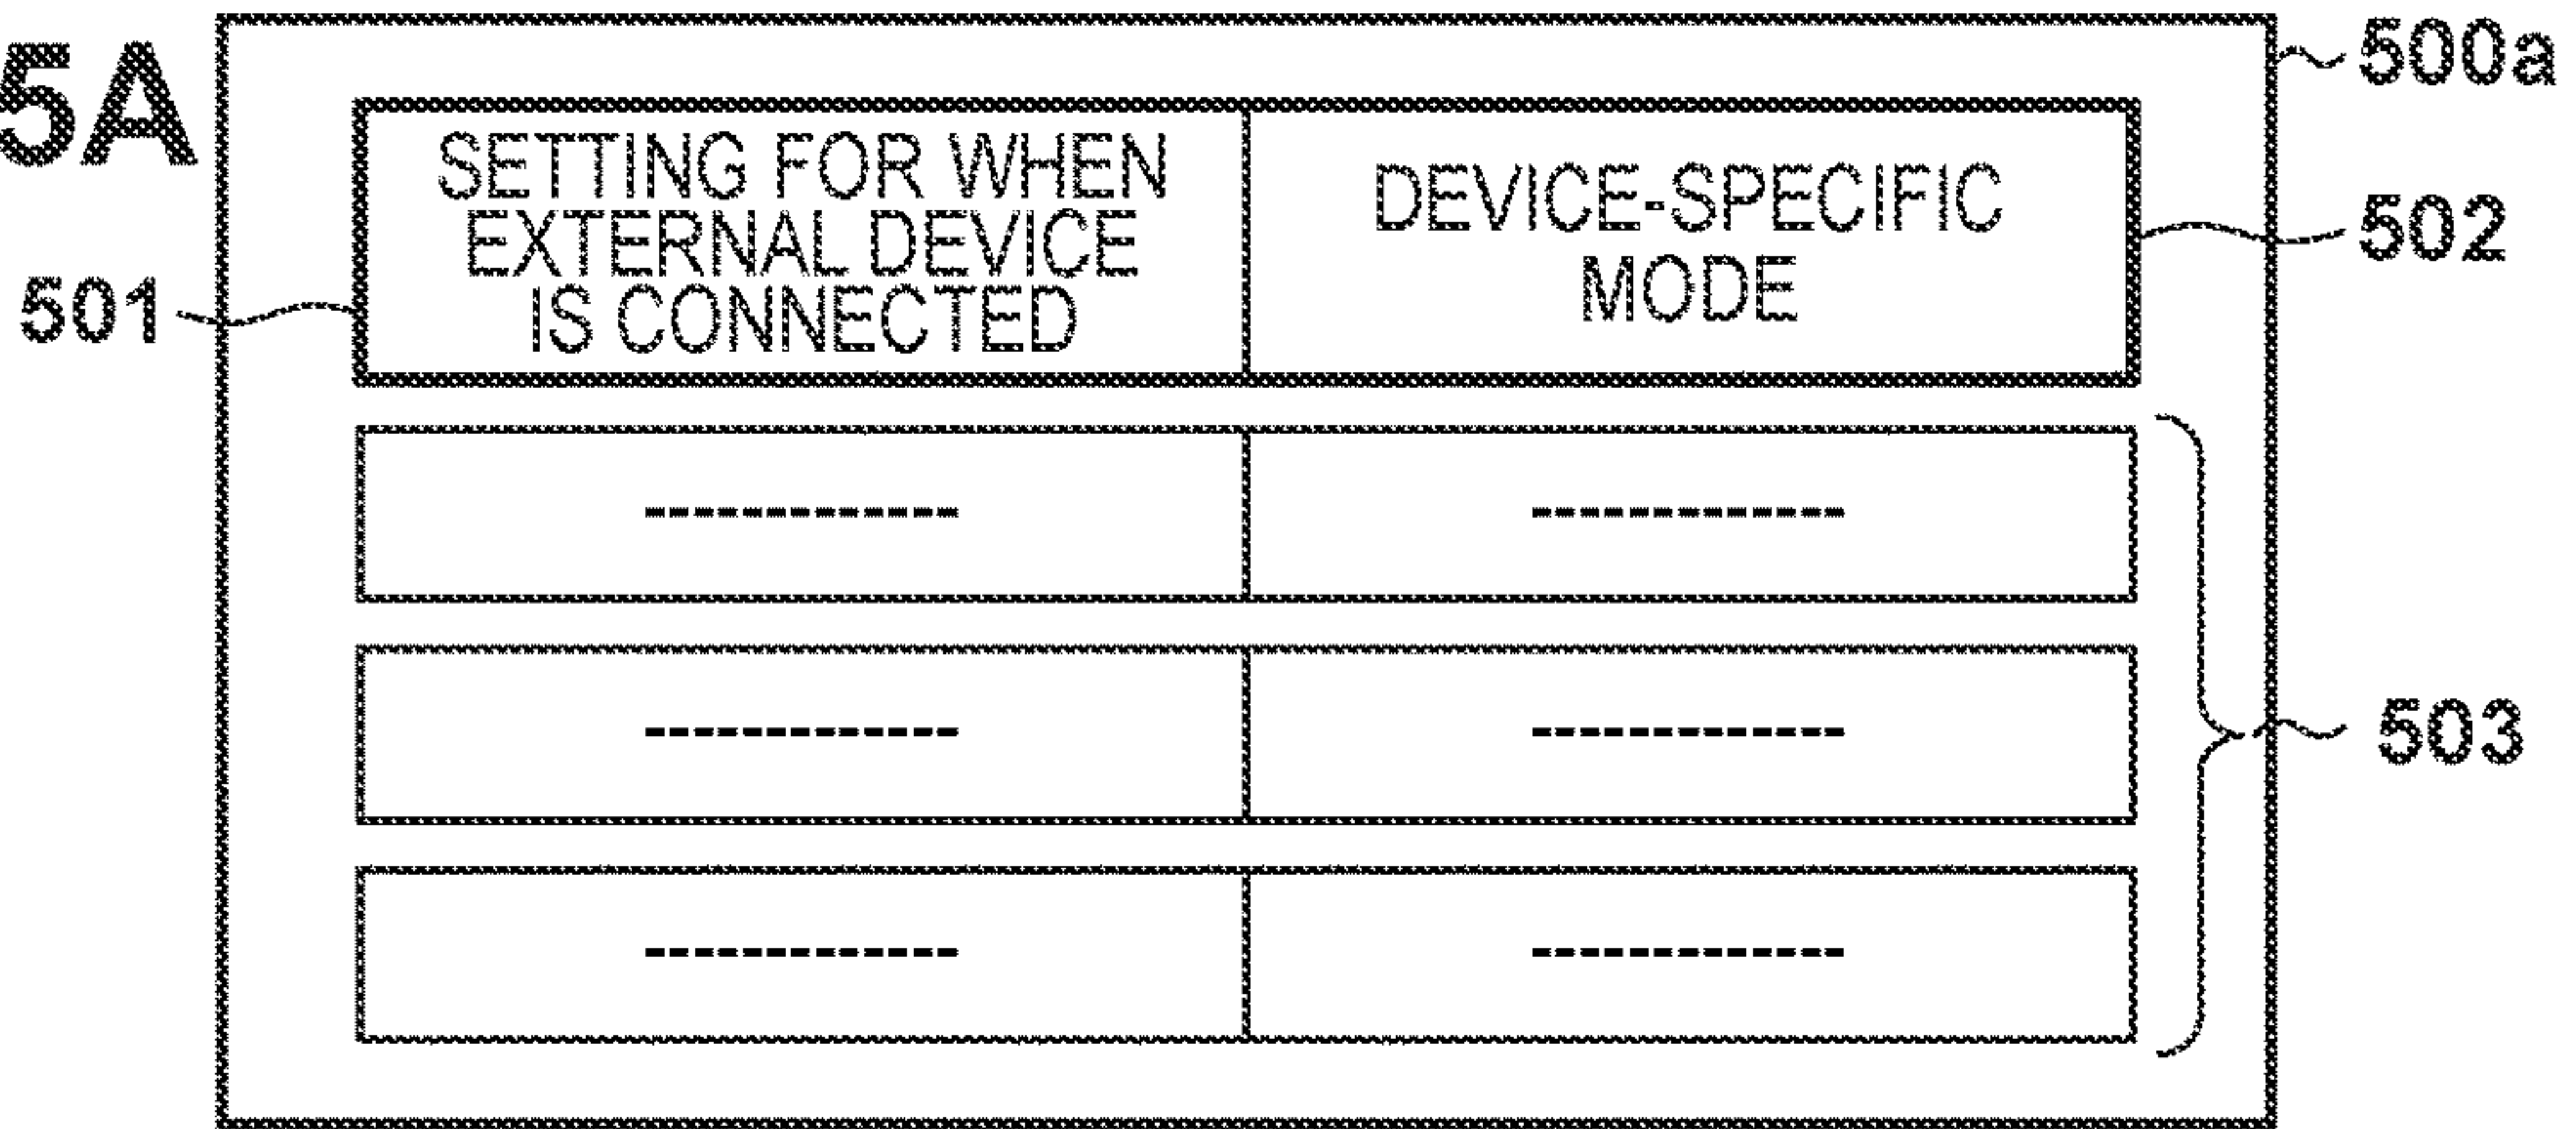 5A
500a
SETTING FOR WHEN
EXTERNAL DEVICE
IS CONNECTED
DEVICE-SPECIFIC
MODE
501
502
-------------
-------------
-------------
-------------
503
-------------
-------------